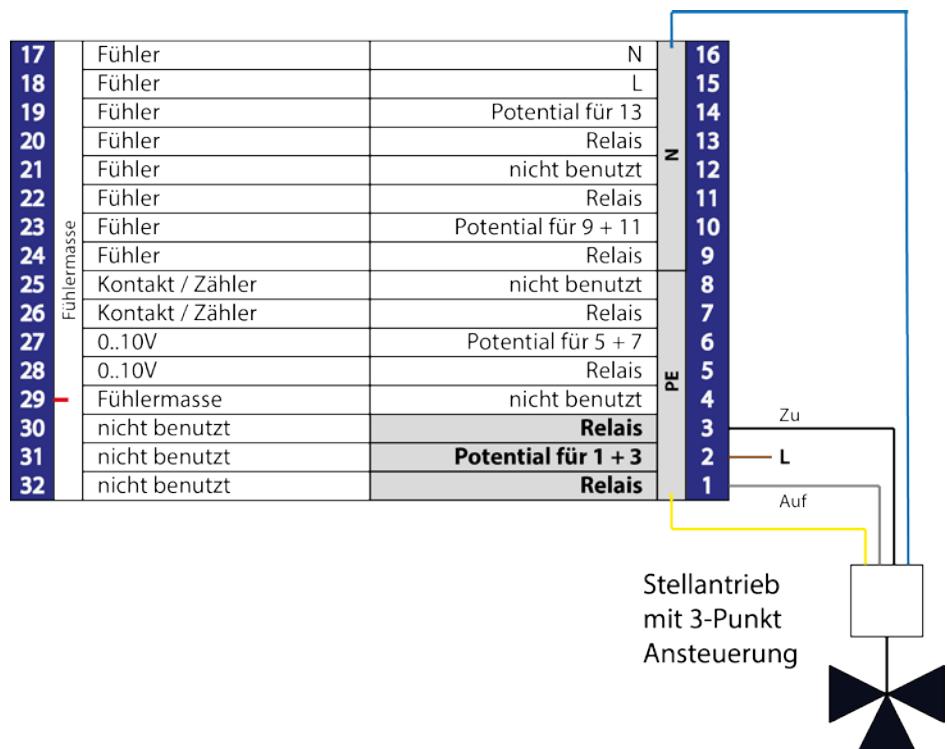 17 Fühler N 16
18 Fühler L 15
19 Fühler Potential für 13 14
20 Fühler Relais 13
21 Fühler nicht benutzt 12
22 Fühler Relais 11
23 Fühler Potential für 9 + 11 10
24 Fühler Relais 9
25 Kontakt / Zähler nicht benutzt 8
26 Kontakt / Zähler Relais 7
27 0..10V Potential für 5 + 7 6
28 0..10V Relais 5
29 Fühlermasse nicht benutzt 4
30 nicht benutzt Relais 3
31 nicht benutzt Potential für 1 + 3 2
32 nicht benutzt Relais 1
Fühlermasse
N
PE
Zu
L
Auf
Stellantrieb
mit 3-Punkt
Ansteuerung